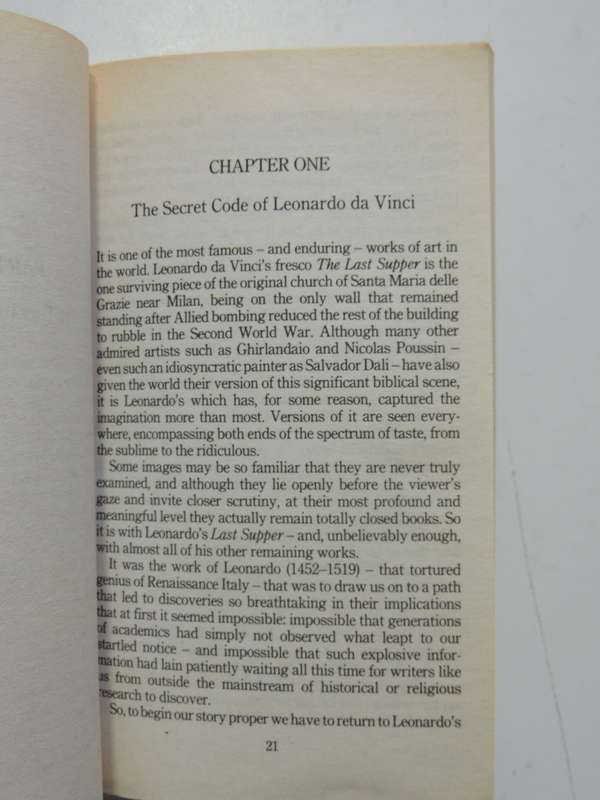 CHAPTER ONE
The Secret Code of Leonardo da Vinci
It is one of the most famous – and enduring – works of art in
the world. Leonardo da Vinci's fresco The Last Supper is the
one surviving piece of the original church of Santa Maria delle
Grazie near Milan, being on the only wall that remained
standing after Allied bombing reduced the rest of the building
to rubble in the Second World War. Although many other
admired artists such as Ghirlandaio and Nicolas Poussin –
even such an idiosyncratic painter as Salvador Dali – have also
given the world their version of this significant biblical scene,
it is Leonardo's which has, for some reason, captured the
imagination more than most. Versions of it are seen every-
where, encompassing both ends of the spectrum of taste, from
the sublime to the ridiculous.
Some images may be so familiar that they are never truly
examined, and although they lie openly before the viewer's
gaze and invite closer scrutiny, at their most profound and
meaningful level they actually remain totally closed books. So
it is with Leonardo's Last Supper – and, unbelievably enough,
with almost all of his other remaining works.
It was the work of Leonardo (1452–1519) – that tortured
genius of Renaissance Italy – that was to draw us on to a path
that led to discoveries so breathtaking in their implications
that at first it seemed impossible: impossible that generations
of academics had simply not observed what leapt to our
startled notice – and impossible that such explosive infor-
mation had lain patiently waiting all this time for writers like
us from outside the mainstream of historical or religious
research to discover.
So, to begin our story proper we have to return to Leonardo's
21